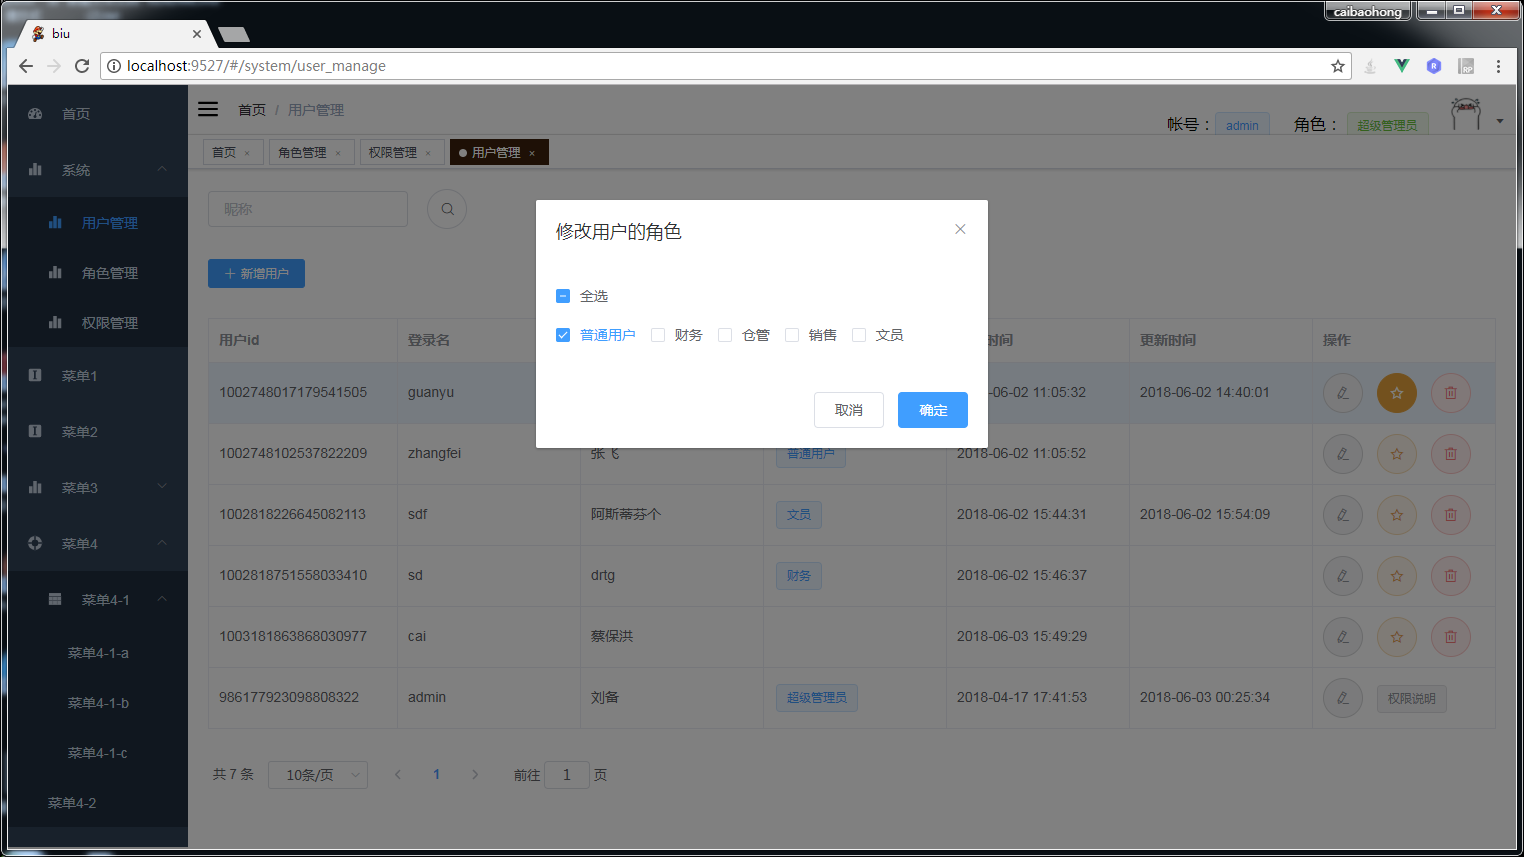 caibaohong
biu
localhost:9527/#/system/user_manage
首页
系统
用户管理
角色管理
权限管理
菜单1
菜单2
菜单3
菜单4
菜单4-1
菜单4-1-a
菜单4-1-b
菜单4-1-c
菜单4-2
首页 / 用户管理
帐号： admin 角色： 超级管理员
首页 × 角色管理 × 权限管理 × 用户管理 ×
昵称
+ 新增用户
修改用户的角色
全选
普通用户 财务 仓管 销售 文员
取消 确定
用户id 登录名 时间 更新时间 操作
1002748017179541505 guanyu -06-02 11:05:32 2018-06-02 14:40:01
1002748102537822209 zhangfei 张飞 普通用户 2018-06-02 11:05:52
1002818226645082113 sdf 阿斯蒂芬个 文员 2018-06-02 15:44:31 2018-06-02 15:54:09
1002818751558033410 sd drtg 财务 2018-06-02 15:46:37
1003181863868030977 cai 蔡保洪 2018-06-03 15:49:29
986177923098808322 admin 刘备 超级管理员 2018-04-17 17:41:53 2018-06-03 00:25:34 权限说明
共 7 条 10条/页 1 前往 1 页